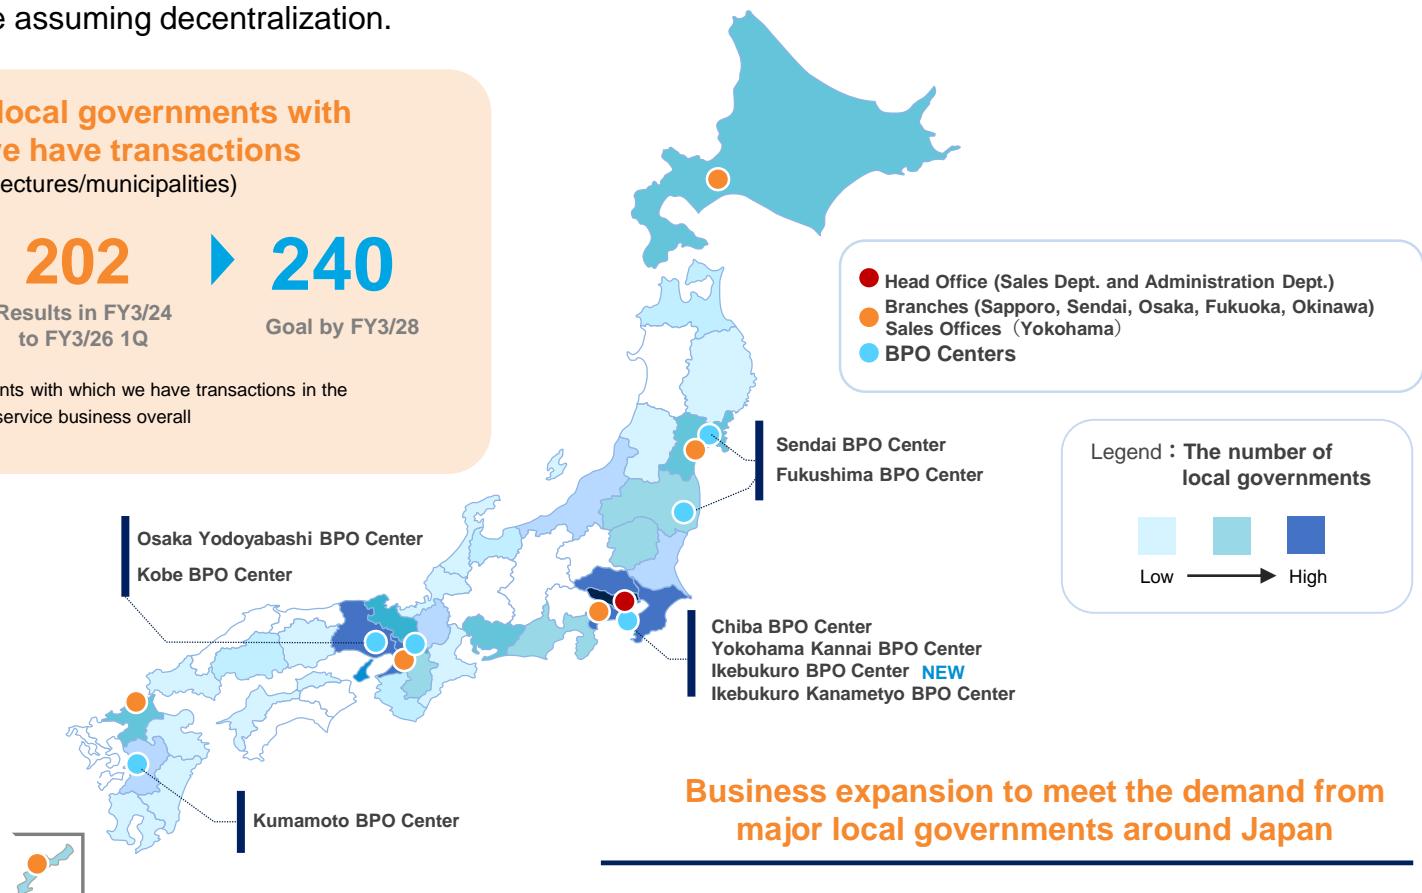 e assuming decentralization.
local governments with
ve have transactions
ectures/municipalities)
202
240
Results in FY3/24
to FY3/26 1Q
Goal by FY3/28
nts with which we have transactions in the
service business overall
Head Office (Sales Dept. and Administration Dept.)
Branches (Sapporo, Sendai, Osaka, Fukuoka, Okinawa)
Sales Offices（Yokohama）
BPO Centers
Legend：The number of
local governments
Low
High
Sendai BPO Center
Fukushima BPO Center
Osaka Yodoyabashi BPO Center
Kobe BPO Center
Chiba BPO Center
Yokohama Kannai BPO Center
Ikebukuro BPO Center NEW
Ikebukuro Kanametyo BPO Center
Kumamoto BPO Center
Business expansion to meet the demand from
major local governments around Japan